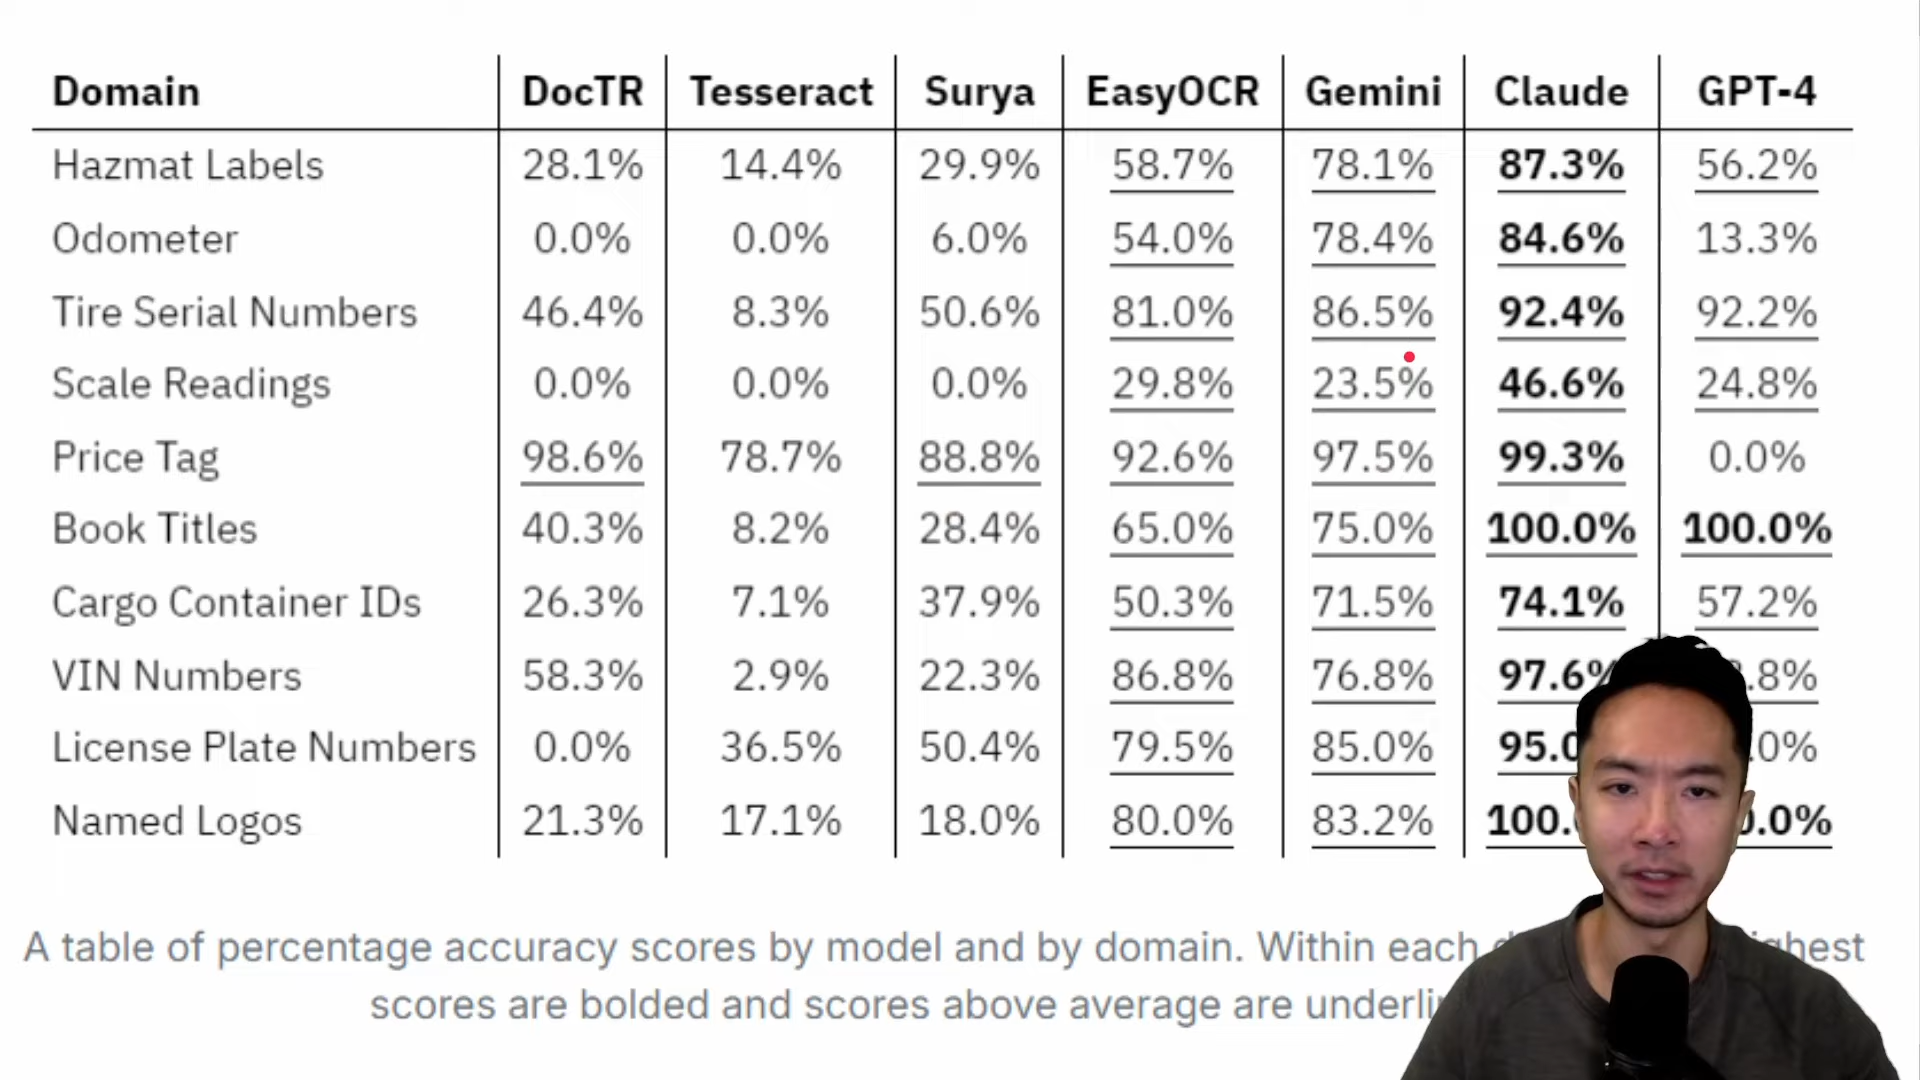 Domain DocTR Tesseract Surya EasyOCR Gemini Claude GPT-4
Hazmat Labels 28.1% 14.4% 29.9% 58.7% 78.1% 87.3% 56.2%
Odometer 0.0% 0.0% 6.0% 54.0% 78.4% 84.6% 13.3%
Tire Serial Numbers 46.4% 8.3% 50.6% 81.0% 86.5% 92.4% 92.2%
Scale Readings 0.0% 0.0% 0.0% 29.8% 23.5% 46.6% 24.8%
Price Tag 98.6% 78.7% 88.8% 92.6% 97.5% 99.3% 0.0%
Book Titles 40.3% 8.2% 28.4% 65.0% 75.0% 100.0% 100.0%
Cargo Container IDs 26.3% 7.1% 37.9% 50.3% 71.5% 74.1% 57.2%
VIN Numbers 58.3% 2.9% 22.3% 86.8% 76.8% 97.6%
License Plate Numbers 0.0% 36.5% 50.4% 79.5% 85.0%
Named Logos 21.3% 17.1% 18.0% 80.0% 83.2%
A table of percentage accuracy scores by model and by domain. Within each
scores are bolded and scores above average are